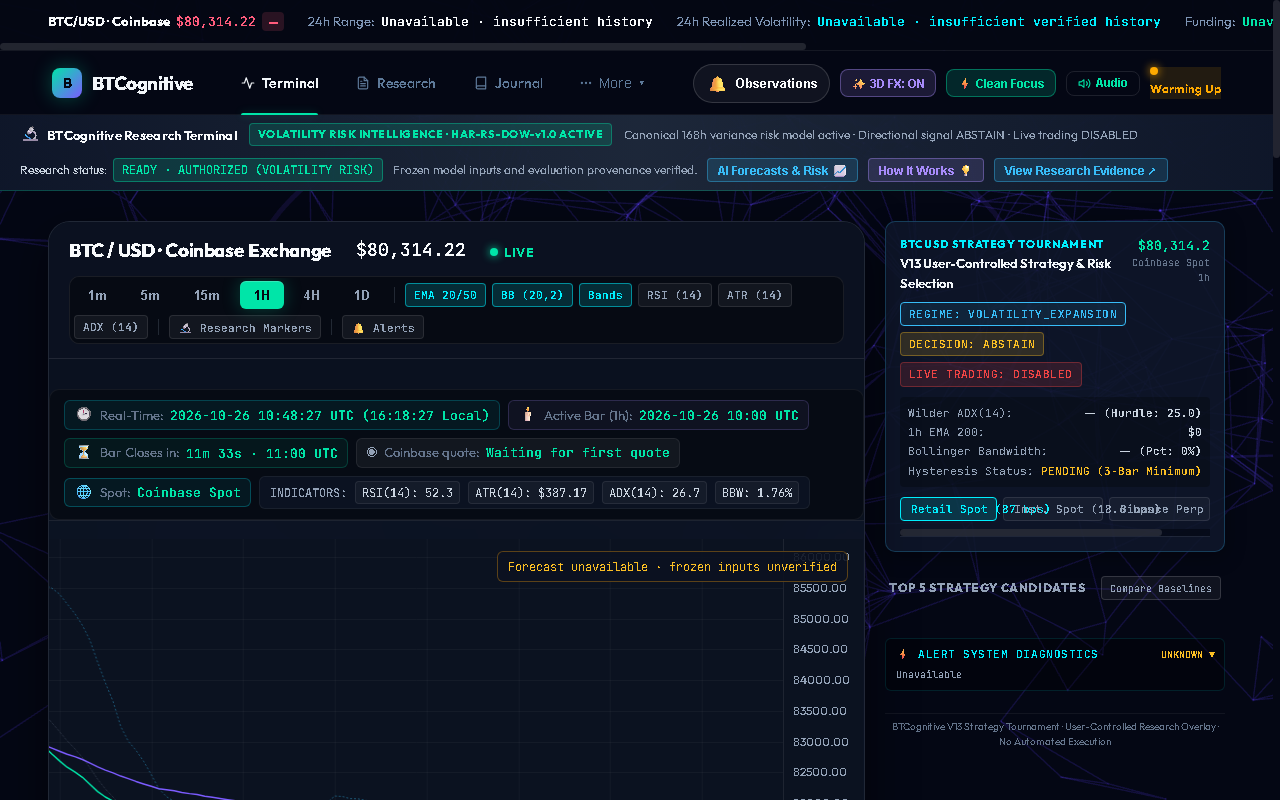 BTC/USD · Coinbase $80,314.22 — 24h Range: Unavailable · insufficient history 24h Realized Volatility: Unavailable · insufficient verified history Funding: Unav
B BTCognitive Terminal Research Journal ··· More ▾ Observations ✨ 3D FX: ON Clean Focus Audio Warming Up
BTCognitive Research Terminal VOLATILITY RISK INTELLIGENCE · HAR-RS-DOW-v1.0 ACTIVE Canonical 168h variance risk model active · Directional signal ABSTAIN · Live trading DISABLED
Research status: READY · AUTHORIZED (VOLATILITY RISK) Frozen model inputs and evaluation provenance verified. AI Forecasts & Risk How It Works View Research Evidence ↗
BTC / USD · Coinbase Exchange $80,314.22 LIVE
1m 5m 15m 1H 4H 1D EMA 20/50 BB (20,2) Bands RSI (14) ATR (14)
ADX (14) Research Markers Alerts
Real-Time: 2026-10-26 10:48:27 UTC (16:18:27 Local) Active Bar (1h): 2026-10-26 10:00 UTC
Bar Closes in: 11m 33s · 11:00 UTC Coinbase quote: Waiting for first quote
Spot: Coinbase Spot INDICATORS: RSI(14): 52.3 ATR(14): $387.17 ADX(14): 26.7 BBW: 1.76%
Forecast unavailable · frozen inputs unverified
86000.00
85500.00
85000.00
84500.00
84000.00
83500.00
83000.00
82500.00
BTCUSD STRATEGY TOURNAMENT $80,314.2
V13 User-Controlled Strategy & Risk Selection
Coinbase Spot
1h
REGIME: VOLATILITY_EXPANSION
DECISION: ABSTAIN
LIVE TRADING: DISABLED
Wilder ADX(14): — (Hurdle: 25.0)
1h EMA 200: $0
Bollinger Bandwidth: — (Pct: 0%)
Hysteresis Status: PENDING (3-Bar Minimum)
Retail Spot Spot Perp
TOP 5 STRATEGY CANDIDATES Compare Baselines
ALERT SYSTEM DIAGNOSTICS UNKNOWN ▼
Unavailable
BTCognitive V13 Strategy Tournament · User-Controlled Research Overlay ·
No Automated Execution